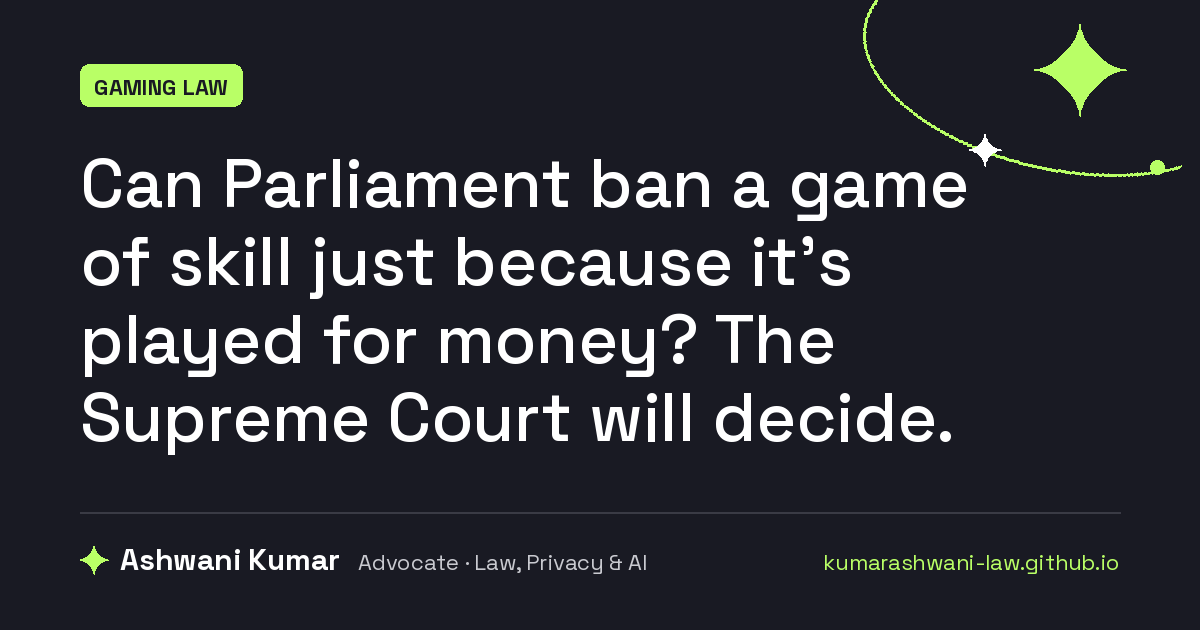 GAMING LAW
Can Parliament ban a game
of skill just because it’s
played for money? The
Supreme Court will decide.
Ashwani Kumar Advocate · Law, Privacy & AI kumarashwani-law.github.io